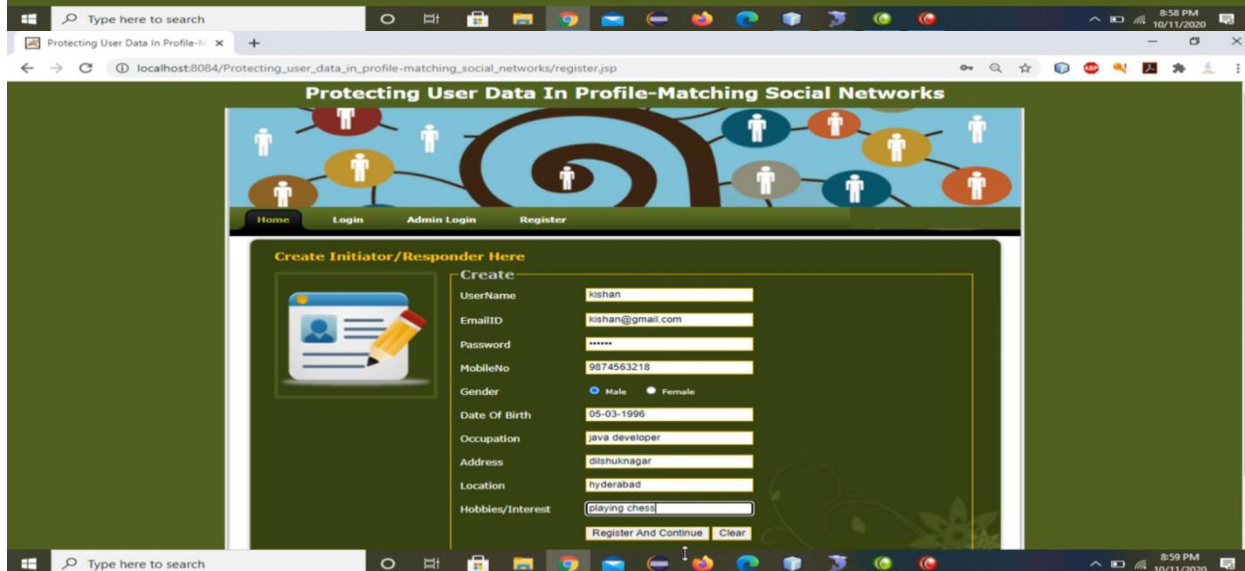 Type here to search
8:58 PM
10/11/2020
Protecting User Data In Profile-M
localhost:8084/Protecting_user_data_in_profile-matching_social_networks/register.jsp
ABP
Protecting User Data In Profile-Matching Social Networks
Home Login Admin Login Register
Create Initiator/Responder Here
Create
UserName kishan
EmailID kishan@gmail.com
Password ••••••
MobileNo 9874563218
Gender Male Female
Date Of Birth 05-03-1996
Occupation java developer
Address dilshuknagar
Location hyderabad
Hobbies/Interest playing chess
Register And Continue Clear
Type here to search
8:59 PM
10/11/2020